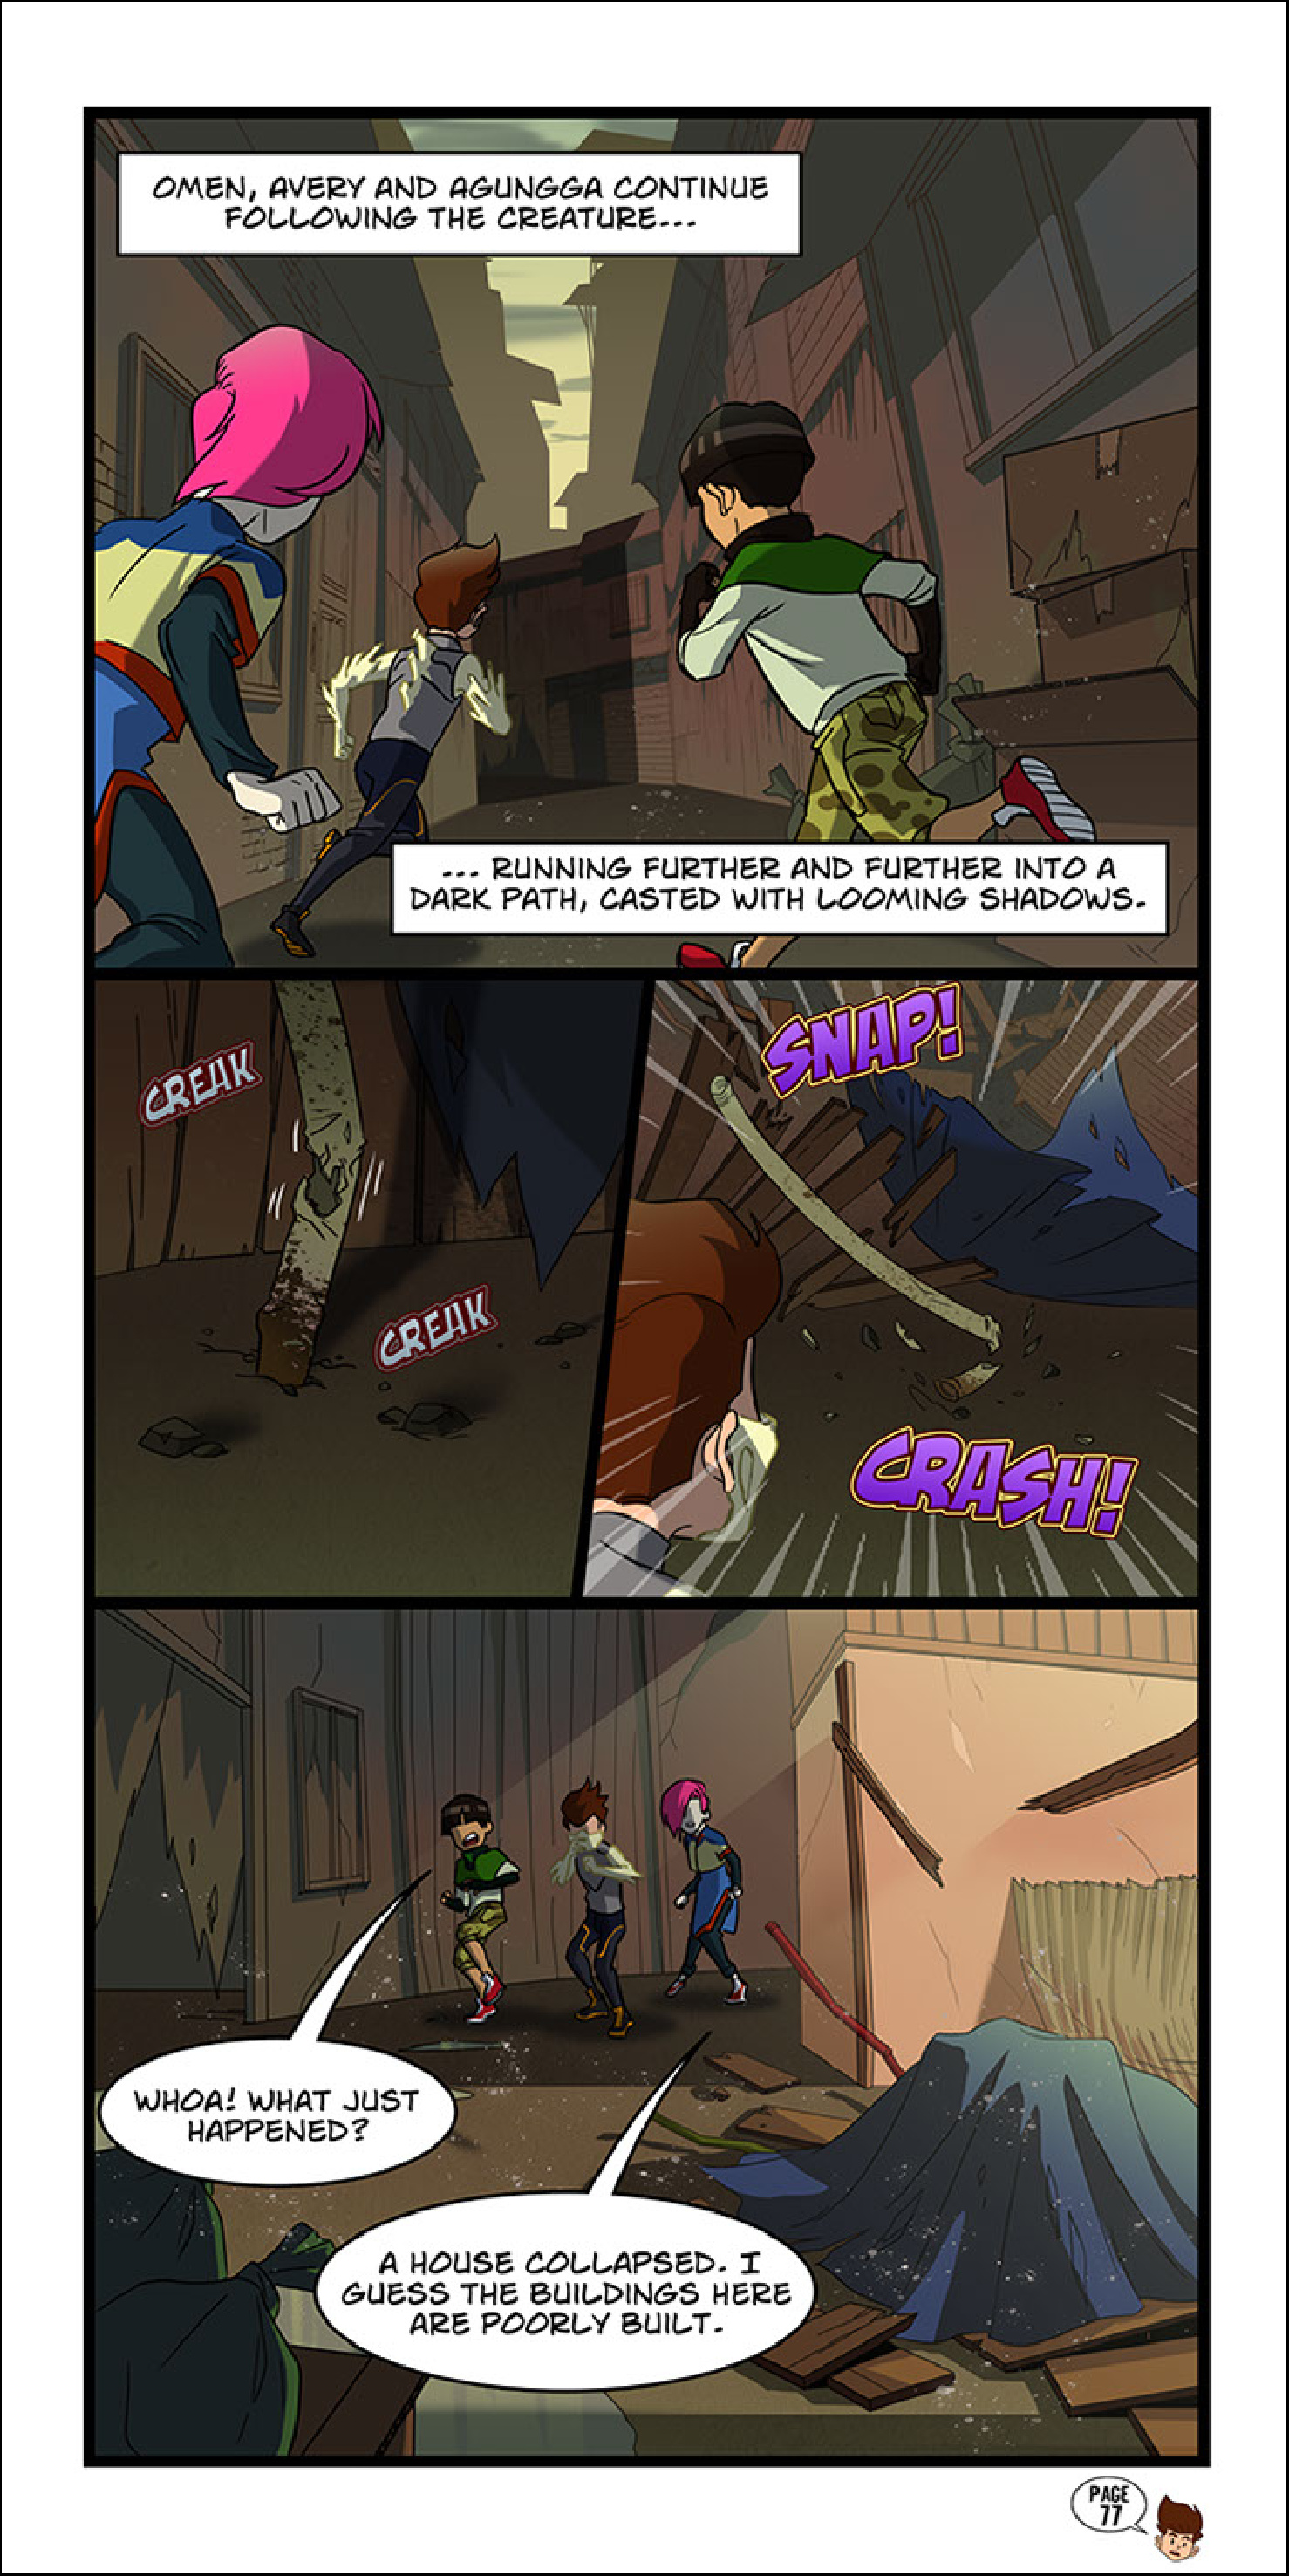 OMEN, AVERY AND AGUNGGA CONTINUE
FOLLOWING THE CREATURE...
... RUNNING FURTHER AND FURTHER INTO A
DARK PATH, CASTED WITH LOOMING SHADOWS.
CREAK
CREAK
SNAP!
CRASH!
WHOA! WHAT JUST
HAPPENED?
A HOUSE COLLAPSED. I
GUESS THE BUILDINGS HERE
ARE POORLY BUILT.
PAGE
77